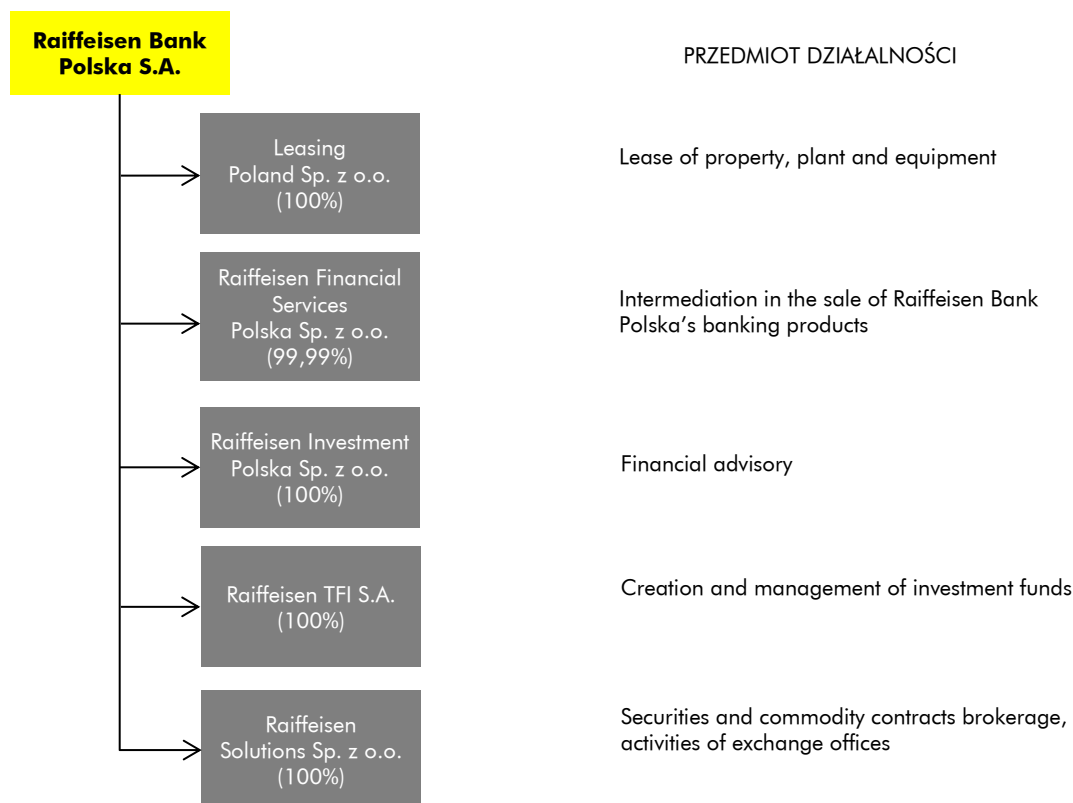 Raiffeisen Bank
Polska S.A.
PRZEDMIOT DZIAŁALNOŚCI
Leasing
Poland Sp. z o.o.
(100%)
Lease of property, plant and equipment
Raiffeisen Financial
Services
Polska Sp. z o.o.
(99,99%)
Intermediation in the sale of Raiffeisen Bank
Polska’s banking products
Raiffeisen Investment
Polska Sp. z o.o.
(100%)
Financial advisory
Raiffeisen TFI S.A.
(100%)
Creation and management of investment funds
Raiffeisen
Solutions Sp. z o.o.
(100%)
Securities and commodity contracts brokerage,
activities of exchange offices